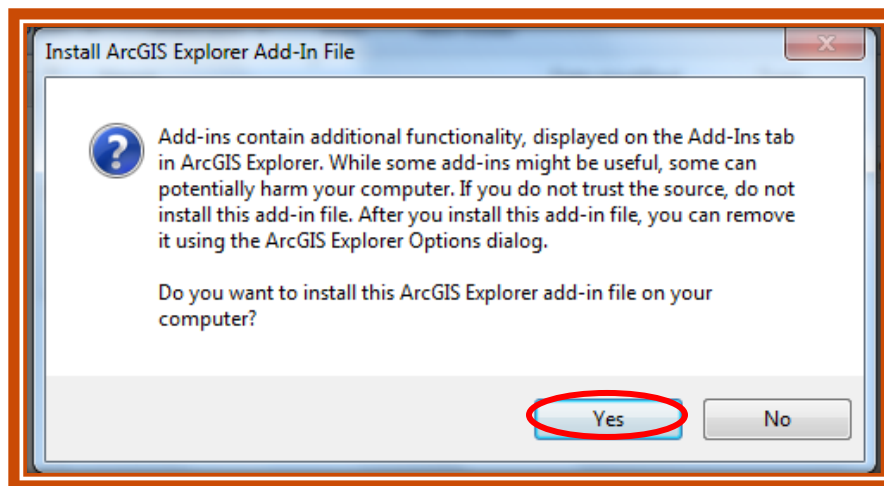 Install ArcGIS Explorer Add-In File
Add-ins contain additional functionality, displayed on the Add-Ins tab
in ArcGIS Explorer. While some add-ins might be useful, some can
potentially harm your computer. If you do not trust the source, do not
install this add-in file. After you install this add-in file, you can remove
it using the ArcGIS Explorer Options dialog.
Do you want to install this ArcGIS Explorer add-in file on your
computer?
Yes
No